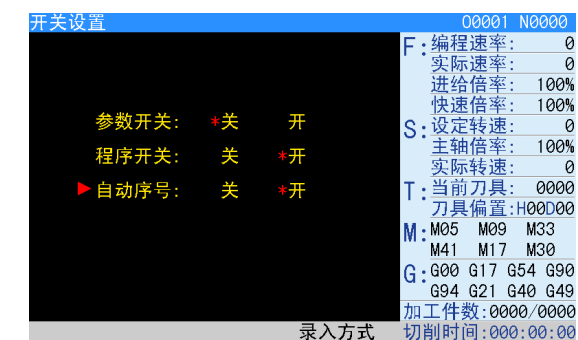 开关设置 O0001 N0000
参数开关: *关 开
程序开关: 关 *开
自动序号: 关 *开
F: 编程速率: 0
实际速率: 0
进给倍率: 100%
快速倍率: 100%
S: 设定转速: 0
主轴倍率: 100%
实际转速: 0
T: 当前刀具: 0000
刀具偏置:H00D00
M: M05 M09 M33
M41 M17 M30
G: G00 G17 G54 G90
G94 G21 G40 G49
加工件数:0000/0000
录入方式 切削时间:000:00:00